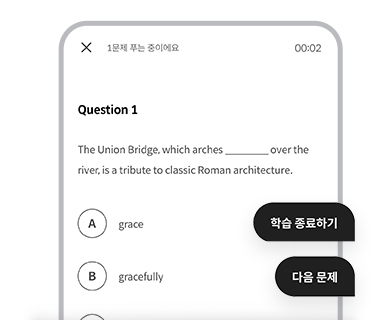 1문제 푸는 중이에요 00:02
Question 1
The Union Bridge, which arches ________ over the
river, is a tribute to classic Roman architecture.
A grace
학습 종료하기
B gracefully
다음 문제